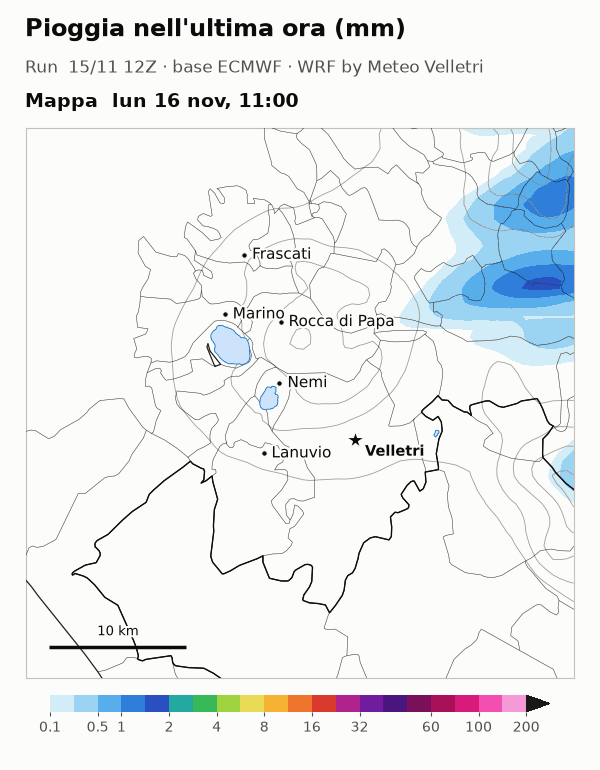 Pioggia nell'ultima ora (mm)
Run  15/11 12Z · base ECMWF · WRF by Meteo Velletri
Mappa  lun 16 nov, 11:00
Frascati
Marino
Rocca di Papa
Nemi
Velletri
Lanuvio
10 km
0.1 0.5 1 2 4 8 16 32 60 100 200